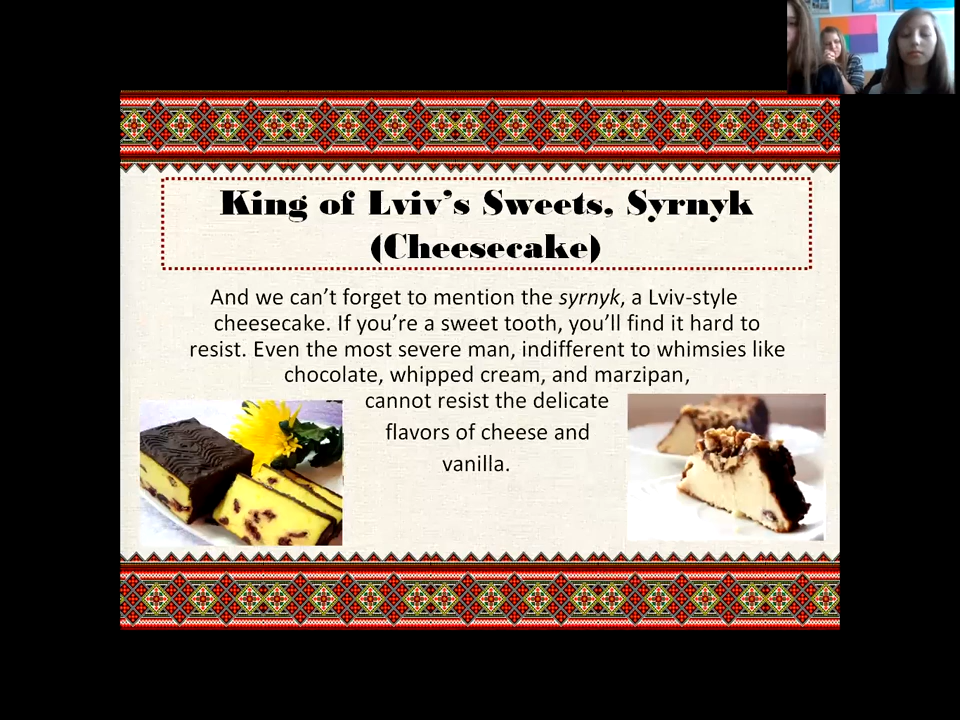 King of Lviv's Sweets, Syrnyk
(Cheesecake)
And we can't forget to mention the syrnyk, a Lviv-style
cheesecake. If you're a sweet tooth, you'll find it hard to
resist. Even the most severe man, indifferent to whimsies like
chocolate, whipped cream, and marzipan,
cannot resist the delicate
flavors of cheese and
vanilla.